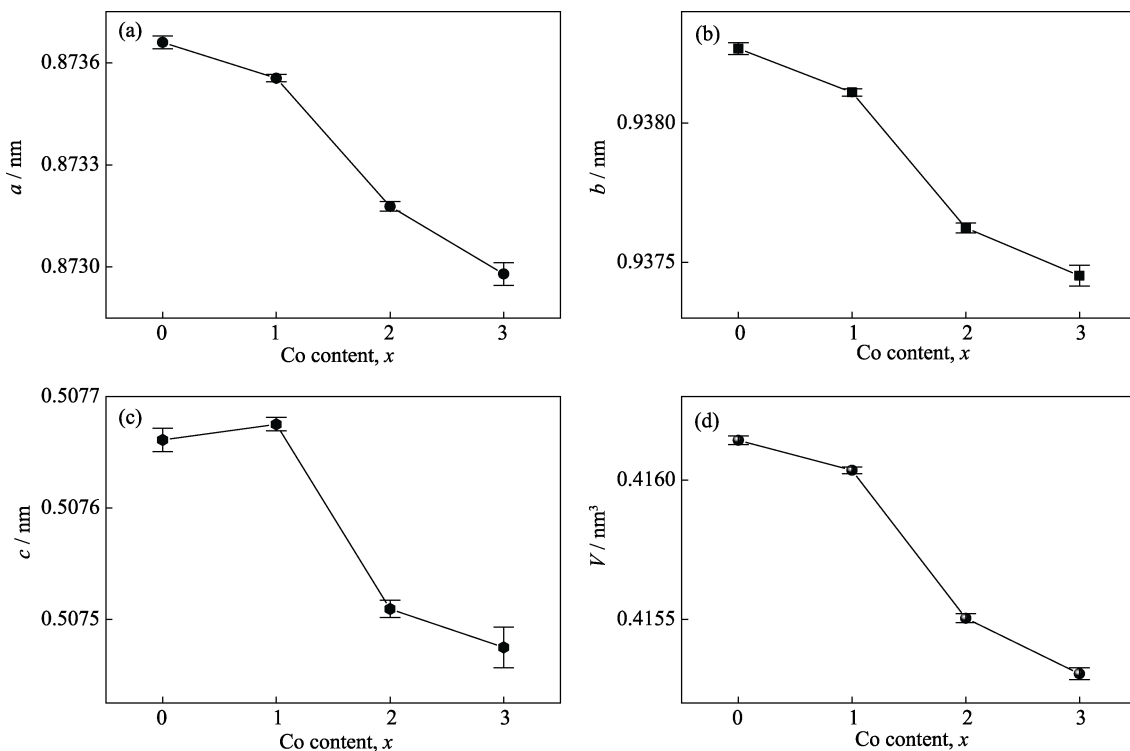 (a)
0.8736
0.8733
0.8730
a / nm
0 1 2 3
Co content, x
(b)
0.9380
0.9375
b / nm
0 1 2 3
Co content, x
(c)
0.5077
0.5076
0.5075
c / nm
0 1 2 3
Co content, x
(d)
0.4160
0.4155
V / nm³
0 1 2 3
Co content, x